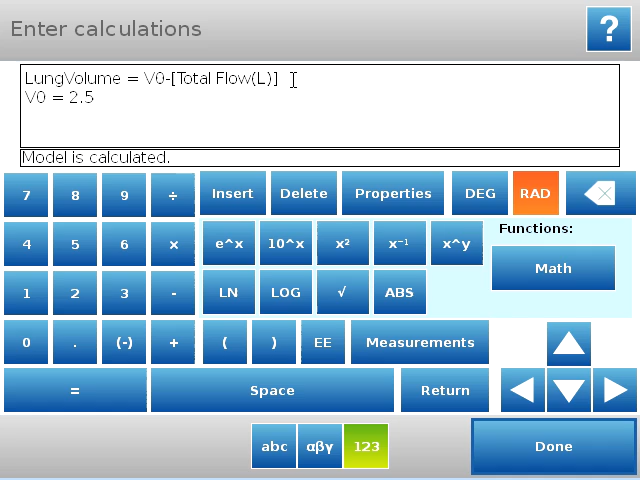 Enter calculations
?
LungVolume = V0-[Total Flow(L)]
V0 = 2.5
Model is calculated.
7 8 9 ÷ Insert Delete Properties DEG RAD
4 5 6 x e^x 10^x x² x⁻¹ x^y Functions:
Math
1 2 3 - LN LOG √ ABS
0 . (-) + ( ) EE Measurements
= Space Return
abc αβγ 123 Done